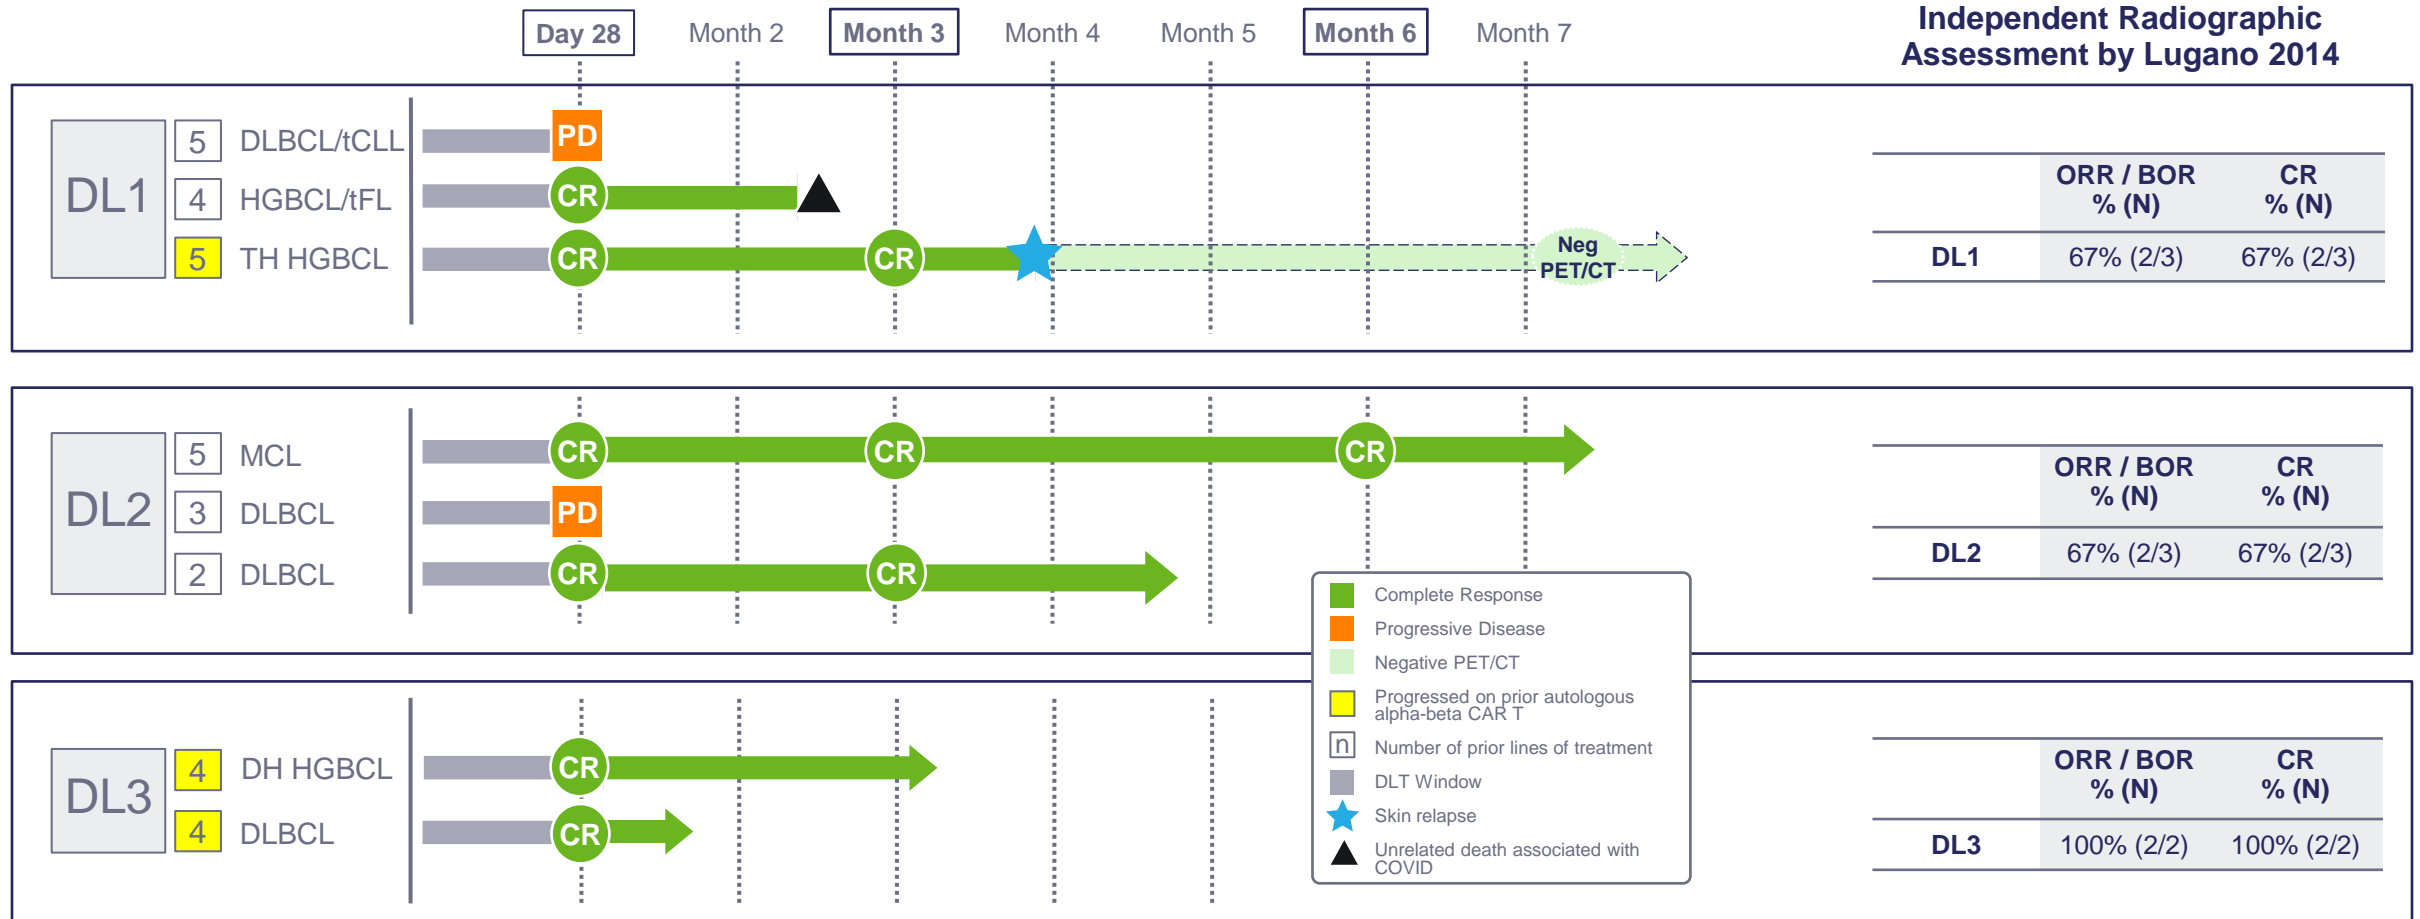 Day 28
Month 2
Month 3
Month 4
Month 5
Month 6
Month 7
Independent Radiographic
Assessment by Lugano 2014
DL1
5
DLBCL/tCLL
PD
4
HGBCL/tFL
CR
5
TH HGBCL
CR
CR
Neg
PET/CT
ORR / BOR
% (N)
CR
% (N)
DL1
67% (2/3)
67% (2/3)
DL2
5
MCL
CR
CR
CR
3
DLBCL
PD
2
DLBCL
CR
CR
ORR / BOR
% (N)
CR
% (N)
DL2
67% (2/3)
67% (2/3)
Complete Response
Progressive Disease
Negative PET/CT
Progressed on prior autologous
alpha-beta CAR T
n
Number of prior lines of treatment
DLT Window
Skin relapse
Unrelated death associated with
COVID
DL3
4
DH HGBCL
CR
4
DLBCL
CR
ORR / BOR
% (N)
CR
% (N)
DL3
100% (2/2)
100% (2/2)